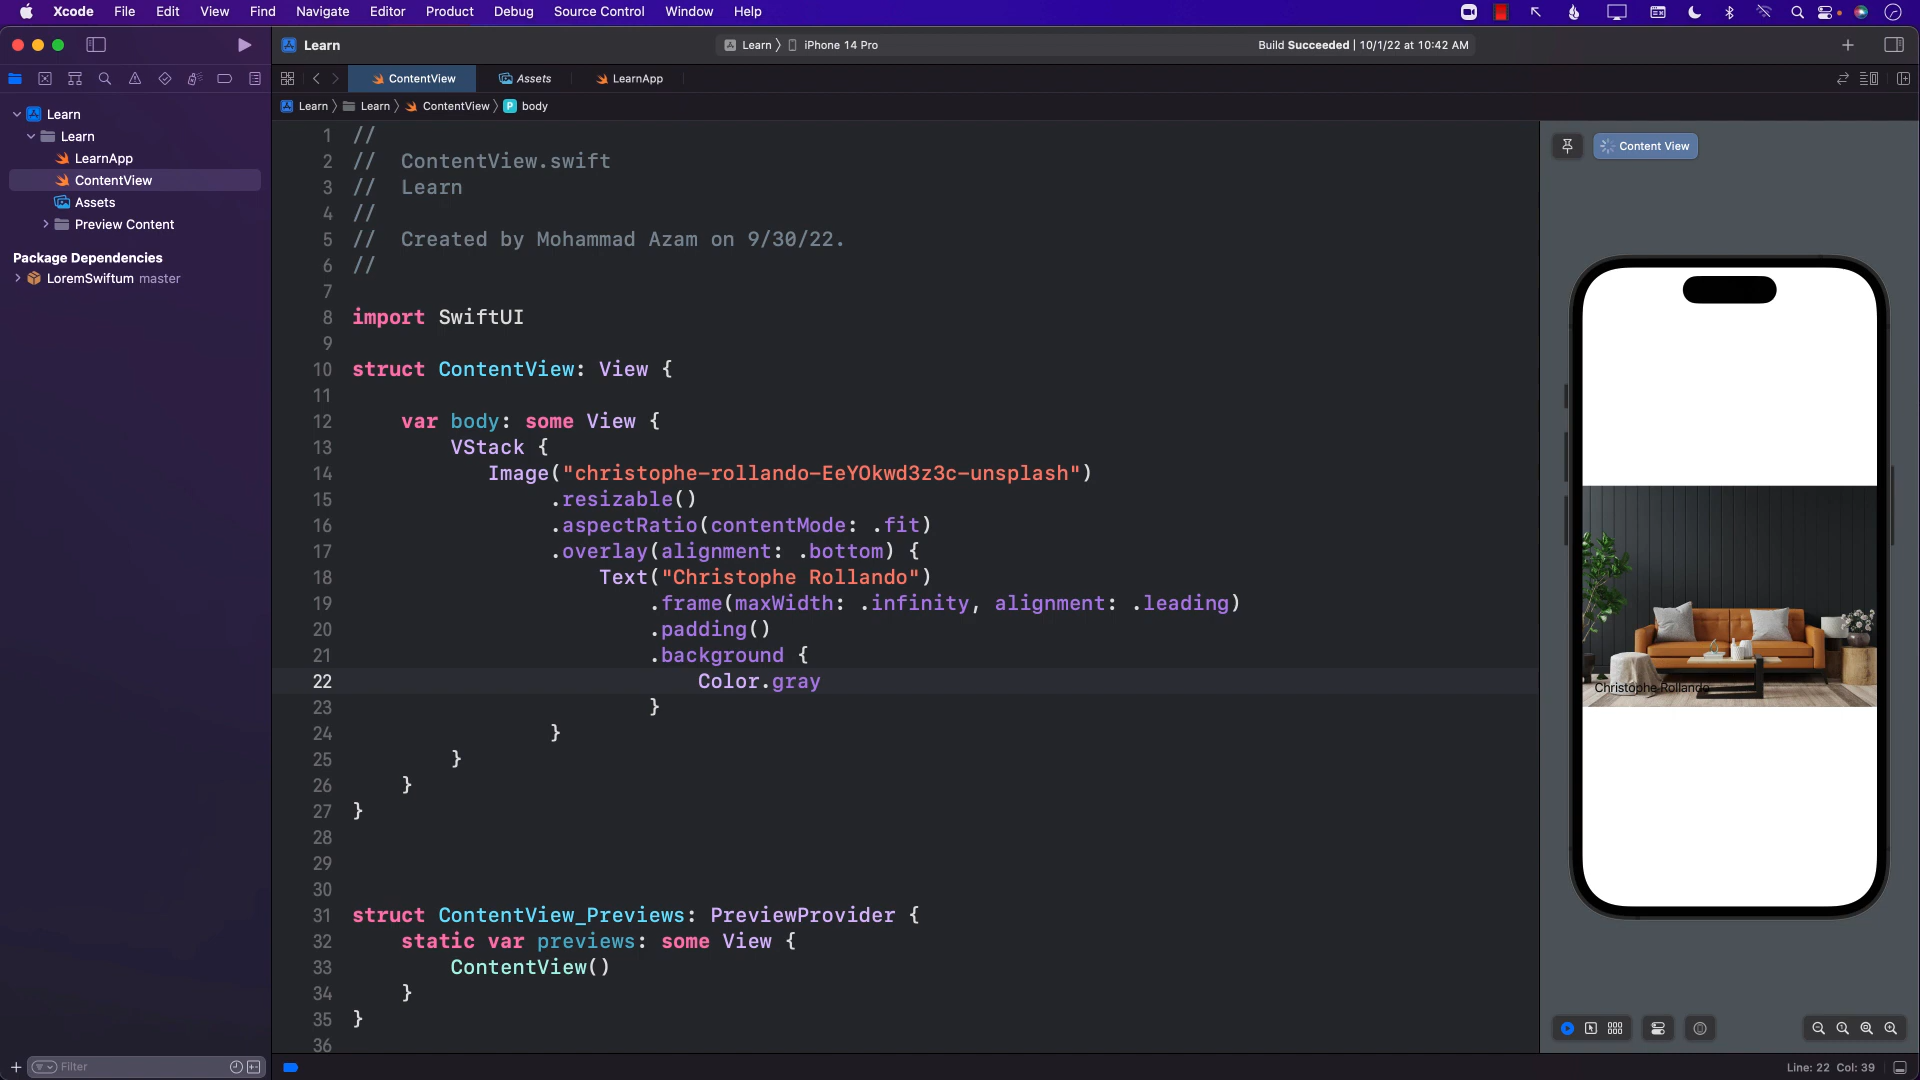 Xcode File Edit View Find Navigate Editor Product Debug Source Control Window Help
Learn
Learn
iPhone 14 Pro
Build Succeeded | 10/1/22 at 10:42 AM
ContentView
Assets
LearnApp
Learn
Learn
ContentView
body
Learn
Learn
LearnApp
ContentView
Assets
Preview Content
Package Dependencies
LoremSwiftum master
1 //
2 //  ContentView.swift
3 //  Learn
4 //
5 //  Created by Mohammad Azam on 9/30/22.
6 //
7
8 import SwiftUI
9
10 struct ContentView: View {
11
12     var body: some View {
13         VStack {
14            Image("christophe-rollando-EeYOkwd3z3c-unsplash")
15                 .resizable()
16                 .aspectRatio(contentMode: .fit)
17                 .overlay(alignment: .bottom) {
18                     Text("Christophe Rollando")
19                         .frame(maxWidth: .infinity, alignment: .leading)
20                         .padding()
21                         .background {
22                             Color.gray
23                         }
24                 }
25         }
26     }
27 }
28
29
30
31 struct ContentView_Previews: PreviewProvider {
32     static var previews: some View {
33         ContentView()
34     }
35 }
36
Content View
Christophe Rollando
Filter
Line: 22 Col: 39